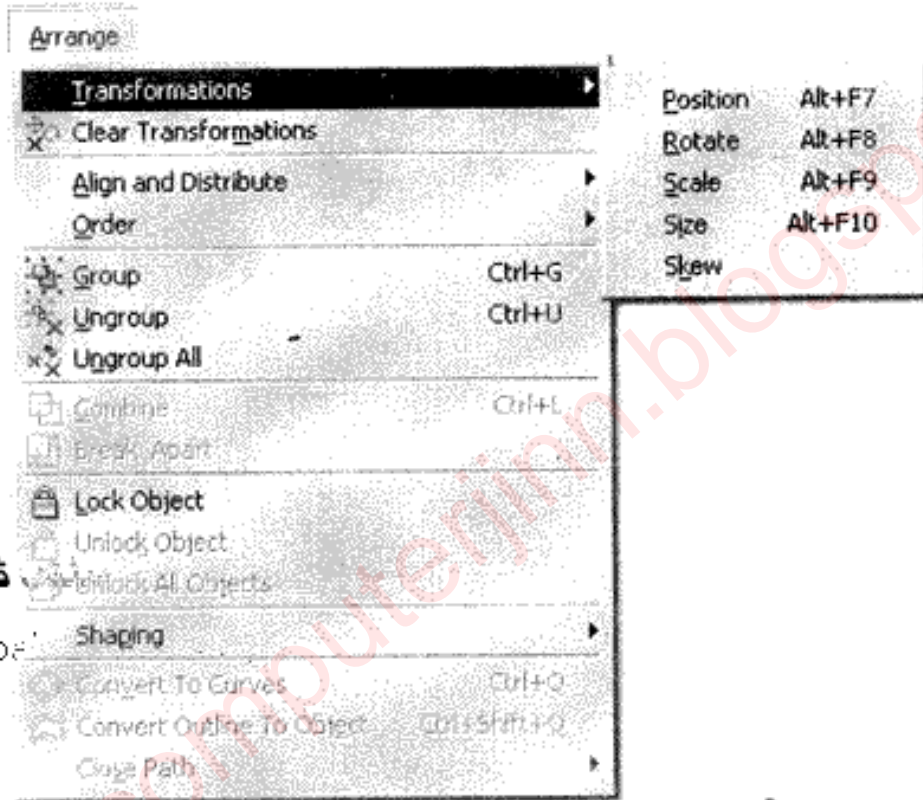 Arrange
Transformations
Clear Transformations
Align and Distribute
Order
Group Ctrl+G
Ungroup Ctrl+U
Ungroup All
Combine Ctrl+L
Break Apart
Lock Object
Unlock Object
Unlock All Objects
Shaping
Convert To Curves Ctrl+Q
Convert Outline To Object Ctrl+Shift+Q
Close Path
Position Alt+F7
Rotate Alt+F8
Scale Alt+F9
Size Alt+F10
Skew
computerjinn.blogsp